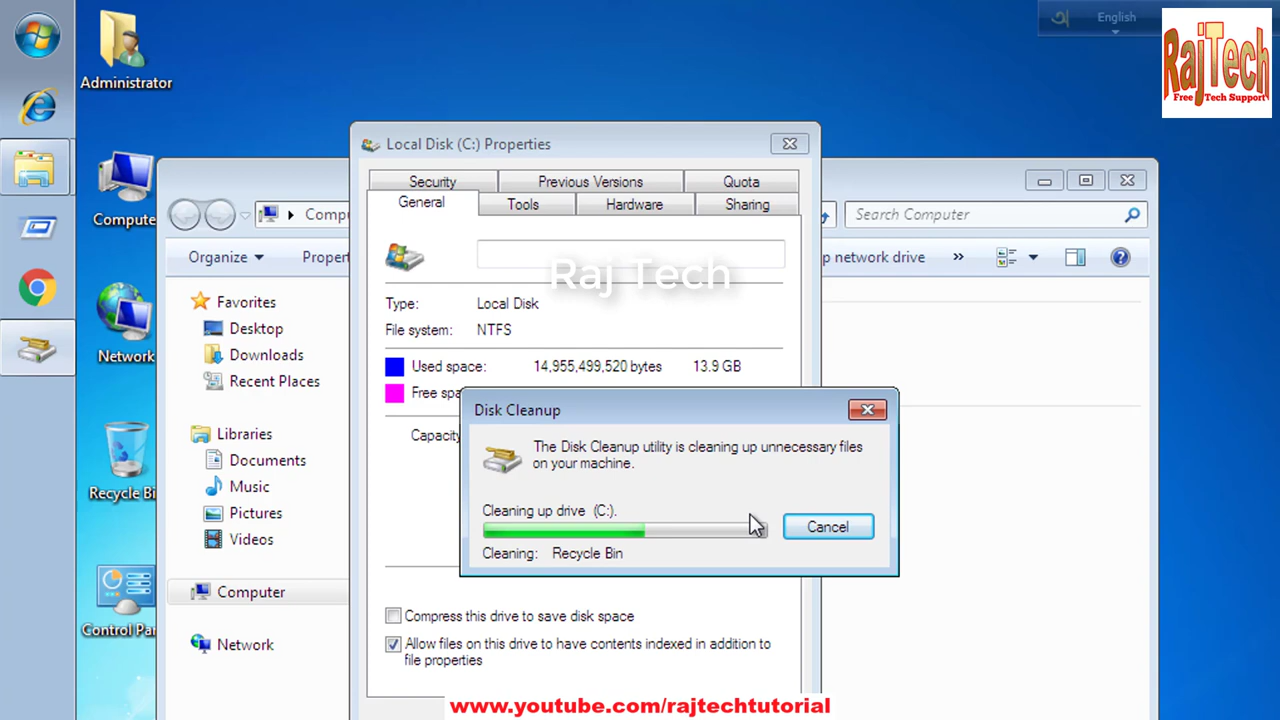 Administrator
Compute
Network
Recycle Bi
Control Pa
English
RajTech
Free Tech Support
Local Disk (C:) Properties
Security
Previous Versions
Quota
General
Tools
Hardware
Sharing
Raj Tech
Type: Local Disk
File system: NTFS
Used space: 14,955,499,520 bytes 13.9 GB
Free spa
Capacity
Compress this drive to save disk space
Allow files on this drive to have contents indexed in addition to
file properties
Disk Cleanup
The Disk Cleanup utility is cleaning up unnecessary files
on your machine.
Cleaning up drive (C:).
Cancel
Cleaning: Recycle Bin
Compu
Search Computer
Organize
Propert
p network drive
»
Favorites
Desktop
Downloads
Recent Places
Libraries
Documents
Music
Pictures
Videos
Computer
Network
www.youtube.com/rajtechtutorial